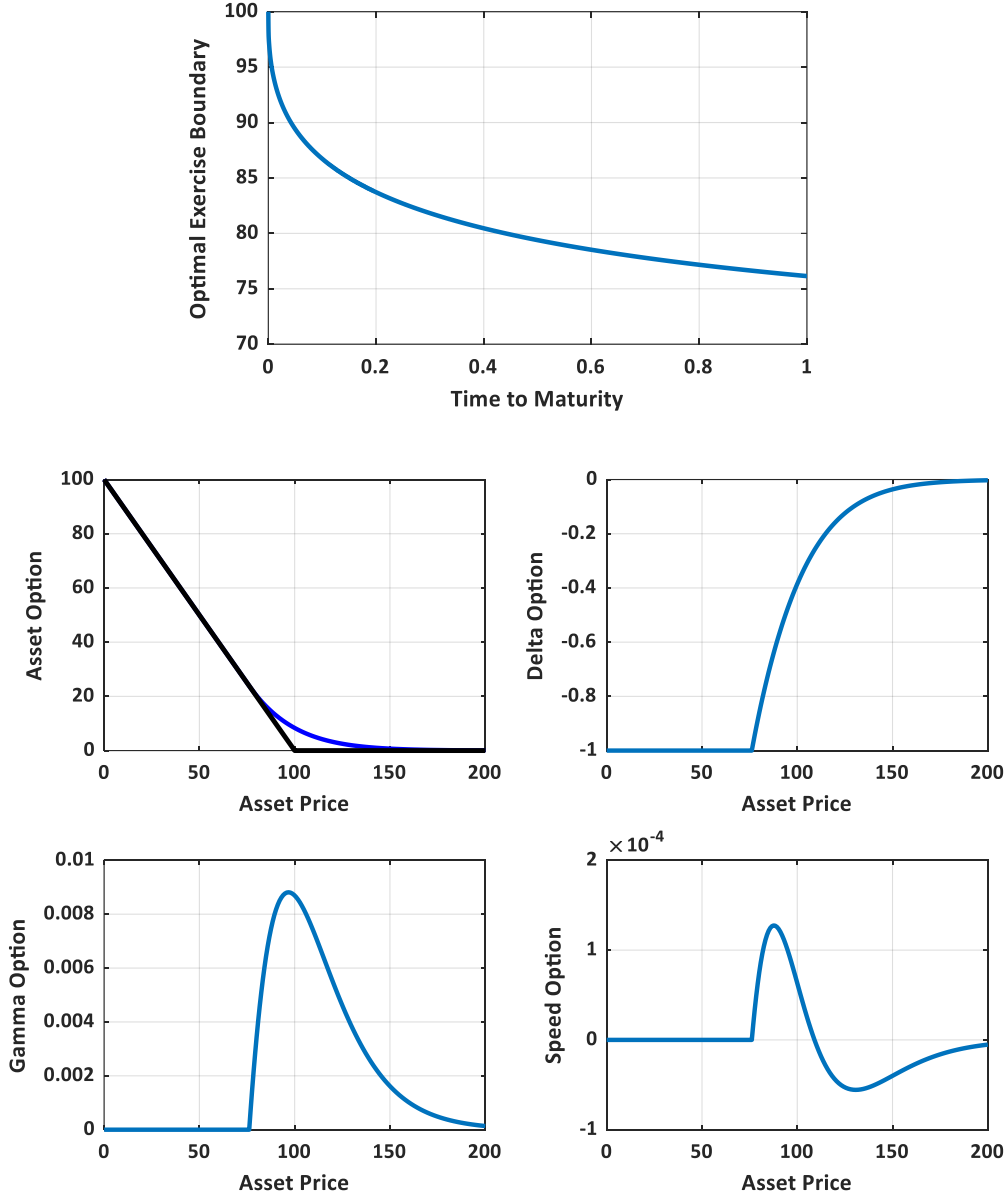 Optimal Exercise Boundary
100
95
90
85
80
75
70
0 0.2 0.4 0.6 0.8 1
Time to Maturity
Asset Option
100
80
60
40
20
0
0 50 100 150 200
Asset Price
Delta Option
0
-0.2
-0.4
-0.6
-0.8
-1
0 50 100 150 200
Asset Price
Gamma Option
0.01
0.008
0.006
0.004
0.002
0
0 50 100 150 200
Asset Price
Speed Option
×10⁻⁴
2
1
0
-1
0 50 100 150 200
Asset Price